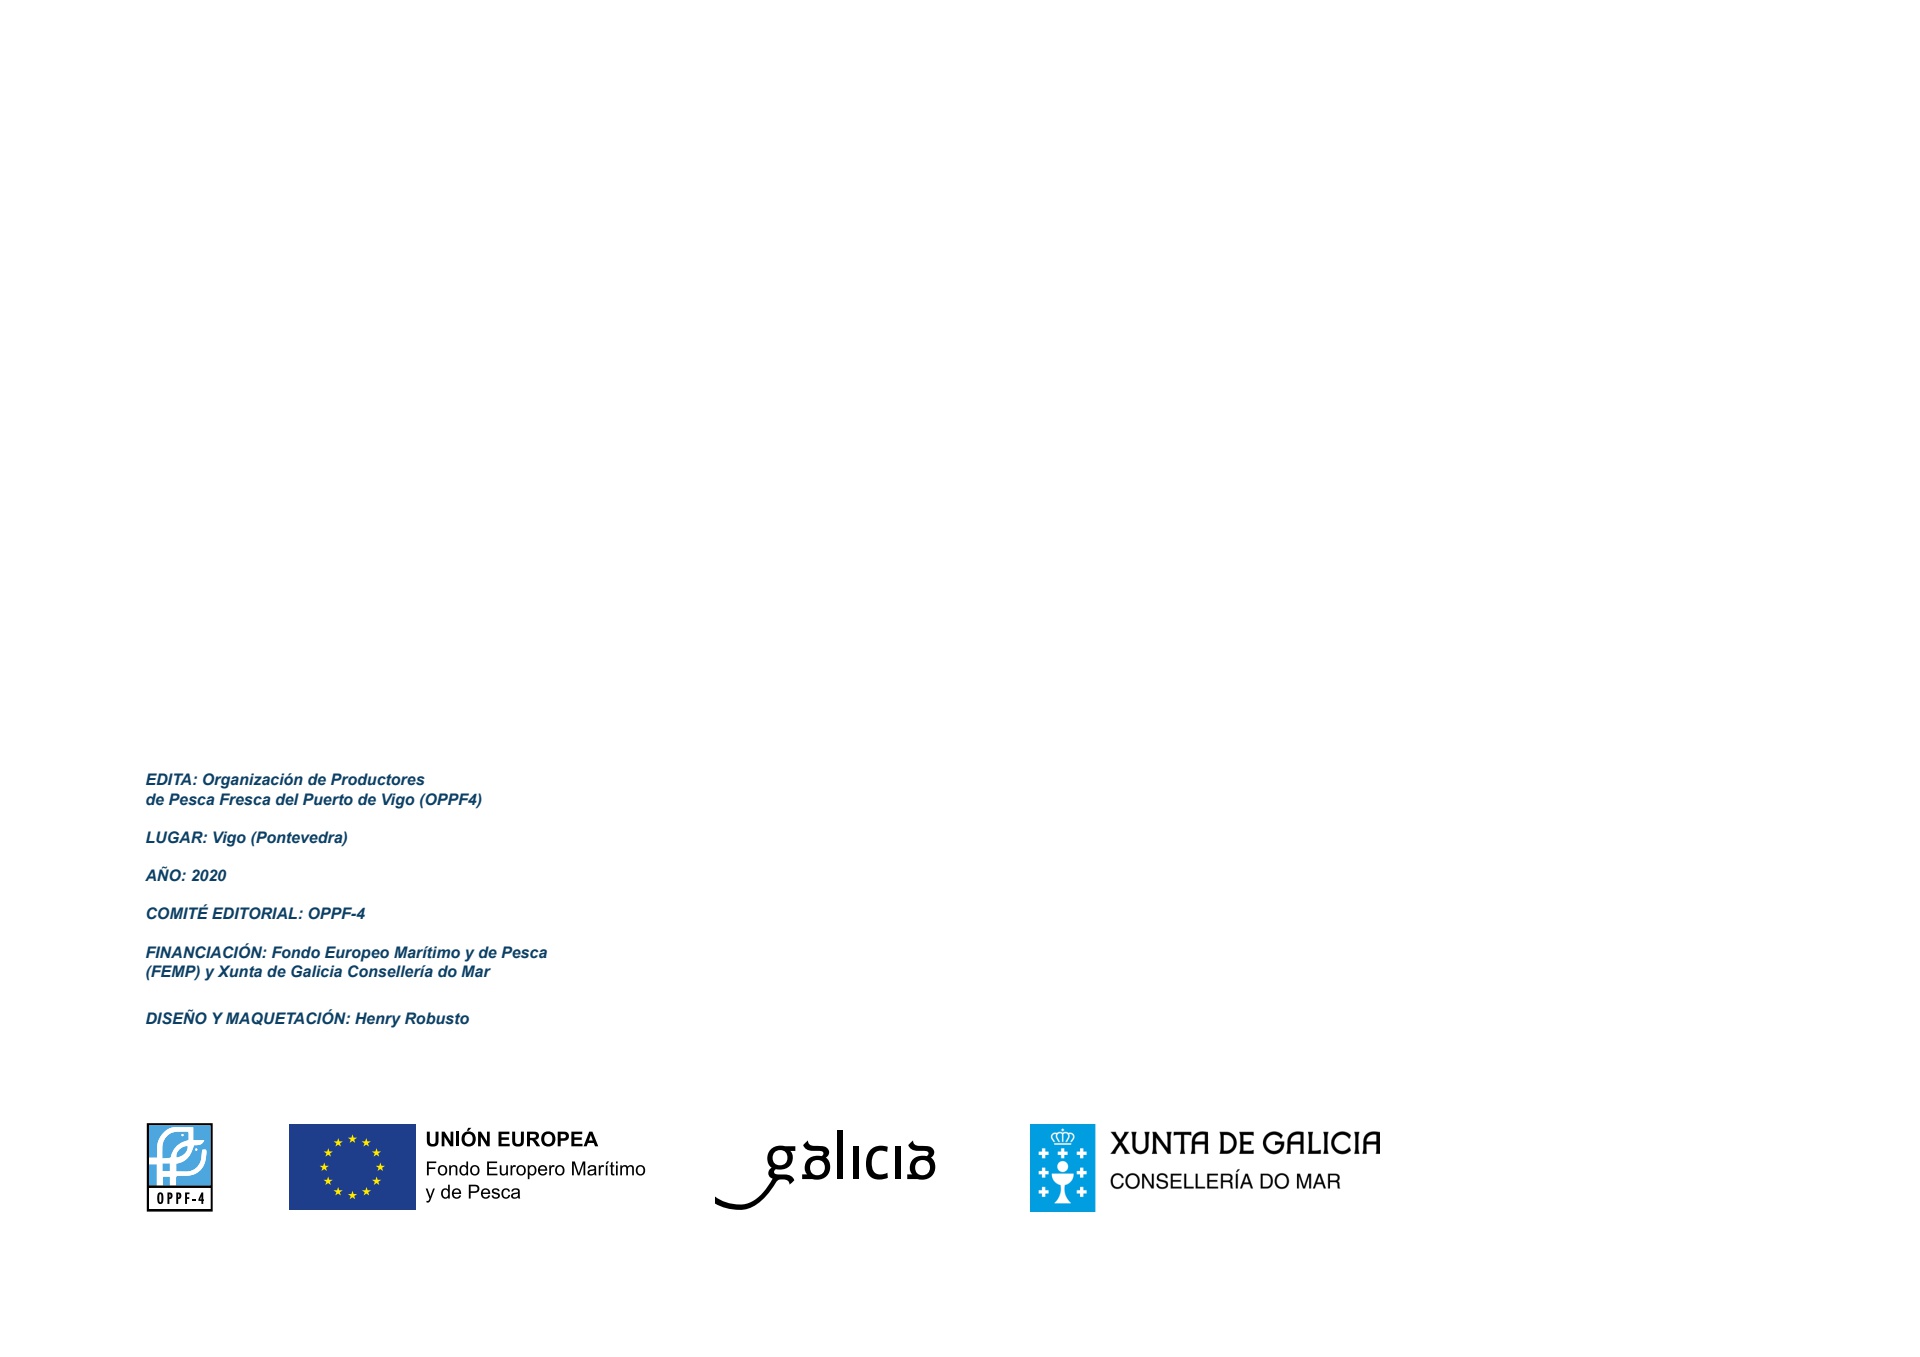 EDITA: Organización de Productores
de Pesca Fresca del Puerto de Vigo (OPPF4)
LUGAR: Vigo (Pontevedra)
AÑO: 2020
COMITÉ EDITORIAL: OPPF-4
FINANCIACIÓN: Fondo Europeo Marítimo y de Pesca
(FEMP) y Xunta de Galicia Consellería do Mar
DISEÑO Y MAQUETACIÓN: Henry Robusto
OPPF-4
UNIÓN EUROPEA
Fondo Europero Marítimo
y de Pesca
galicia
XUNTA DE GALICIA
CONSELLERÍA DO MAR